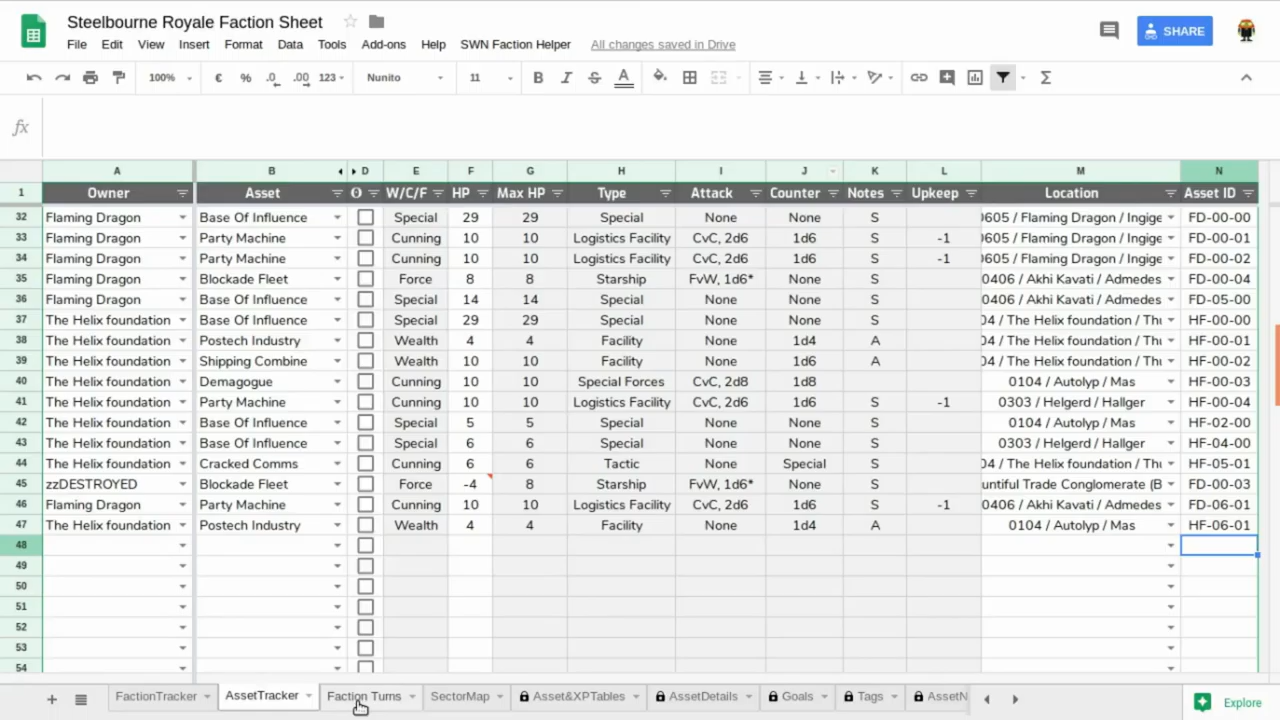 Steelbourne Royale Faction Sheet
File Edit View Insert Format Data Tools Add-ons Help SWN Faction Helper All changes saved in Drive
SHARE
100% € % .0 .00 123 Nunito 11 B I S A Σ
fx
A B D E F G H I J K L M N
1 Owner Asset W/C/F HP Max HP Type Attack Counter Notes Upkeep Location Asset ID
32 Flaming Dragon Base Of Influence Special 29 29 Special None None S 0605 / Flaming Dragon / Ingige FD-00-00
33 Flaming Dragon Party Machine Cunning 10 10 Logistics Facility CvC, 2d6 1d6 S -1 0605 / Flaming Dragon / Ingige FD-00-01
34 Flaming Dragon Party Machine Cunning 10 10 Logistics Facility CvC, 2d6 1d6 S -1 0605 / Flaming Dragon / Ingige FD-00-02
35 Flaming Dragon Blockade Fleet Force 8 8 Starship FvW, 1d6* None S 0406 / Akhi Kavati / Admedes FD-00-04
36 Flaming Dragon Base Of Influence Special 14 14 Special None None S 0406 / Akhi Kavati / Admedes FD-05-00
37 The Helix foundation Base Of Influence Special 29 29 Special None None S 04 / The Helix foundation / Thu HF-00-00
38 The Helix foundation Postech Industry Wealth 4 4 Facility None 1d4 A 04 / The Helix foundation / Thu HF-00-01
39 The Helix foundation Shipping Combine Wealth 10 10 Facility None 1d6 A 04 / The Helix foundation / Thu HF-00-02
40 The Helix foundation Demagogue Cunning 10 10 Special Forces CvC, 2d8 1d8 0104 / Autolyp / Mas HF-00-03
41 The Helix foundation Party Machine Cunning 10 10 Logistics Facility CvC, 2d6 1d6 S -1 0303 / Helgerd / Hallger HF-00-04
42 The Helix foundation Base Of Influence Special 5 5 Special None None S 0104 / Autolyp / Mas HF-02-00
43 The Helix foundation Base Of Influence Special 6 6 Special None None S 0303 / Helgerd / Hallger HF-04-00
44 The Helix foundation Cracked Comms Cunning 6 6 Tactic None Special S 04 / The Helix foundation / Thu HF-05-01
45 zzDESTROYED Blockade Fleet Force -4 8 Starship FvW, 1d6* None S untiful Trade Conglomerate (B FD-00-03
46 Flaming Dragon Party Machine Cunning 10 10 Logistics Facility CvC, 2d6 1d6 S -1 0406 / Akhi Kavati / Admedes FD-06-01
47 The Helix foundation Postech Industry Wealth 4 4 Facility None 1d4 A 0104 / Autolyp / Mas HF-06-01
48
49
50
51
52
53
54
FactionTracker AssetTracker Faction Turns SectorMap Asset&XPTables AssetDetails Goals Tags AssetN Explore